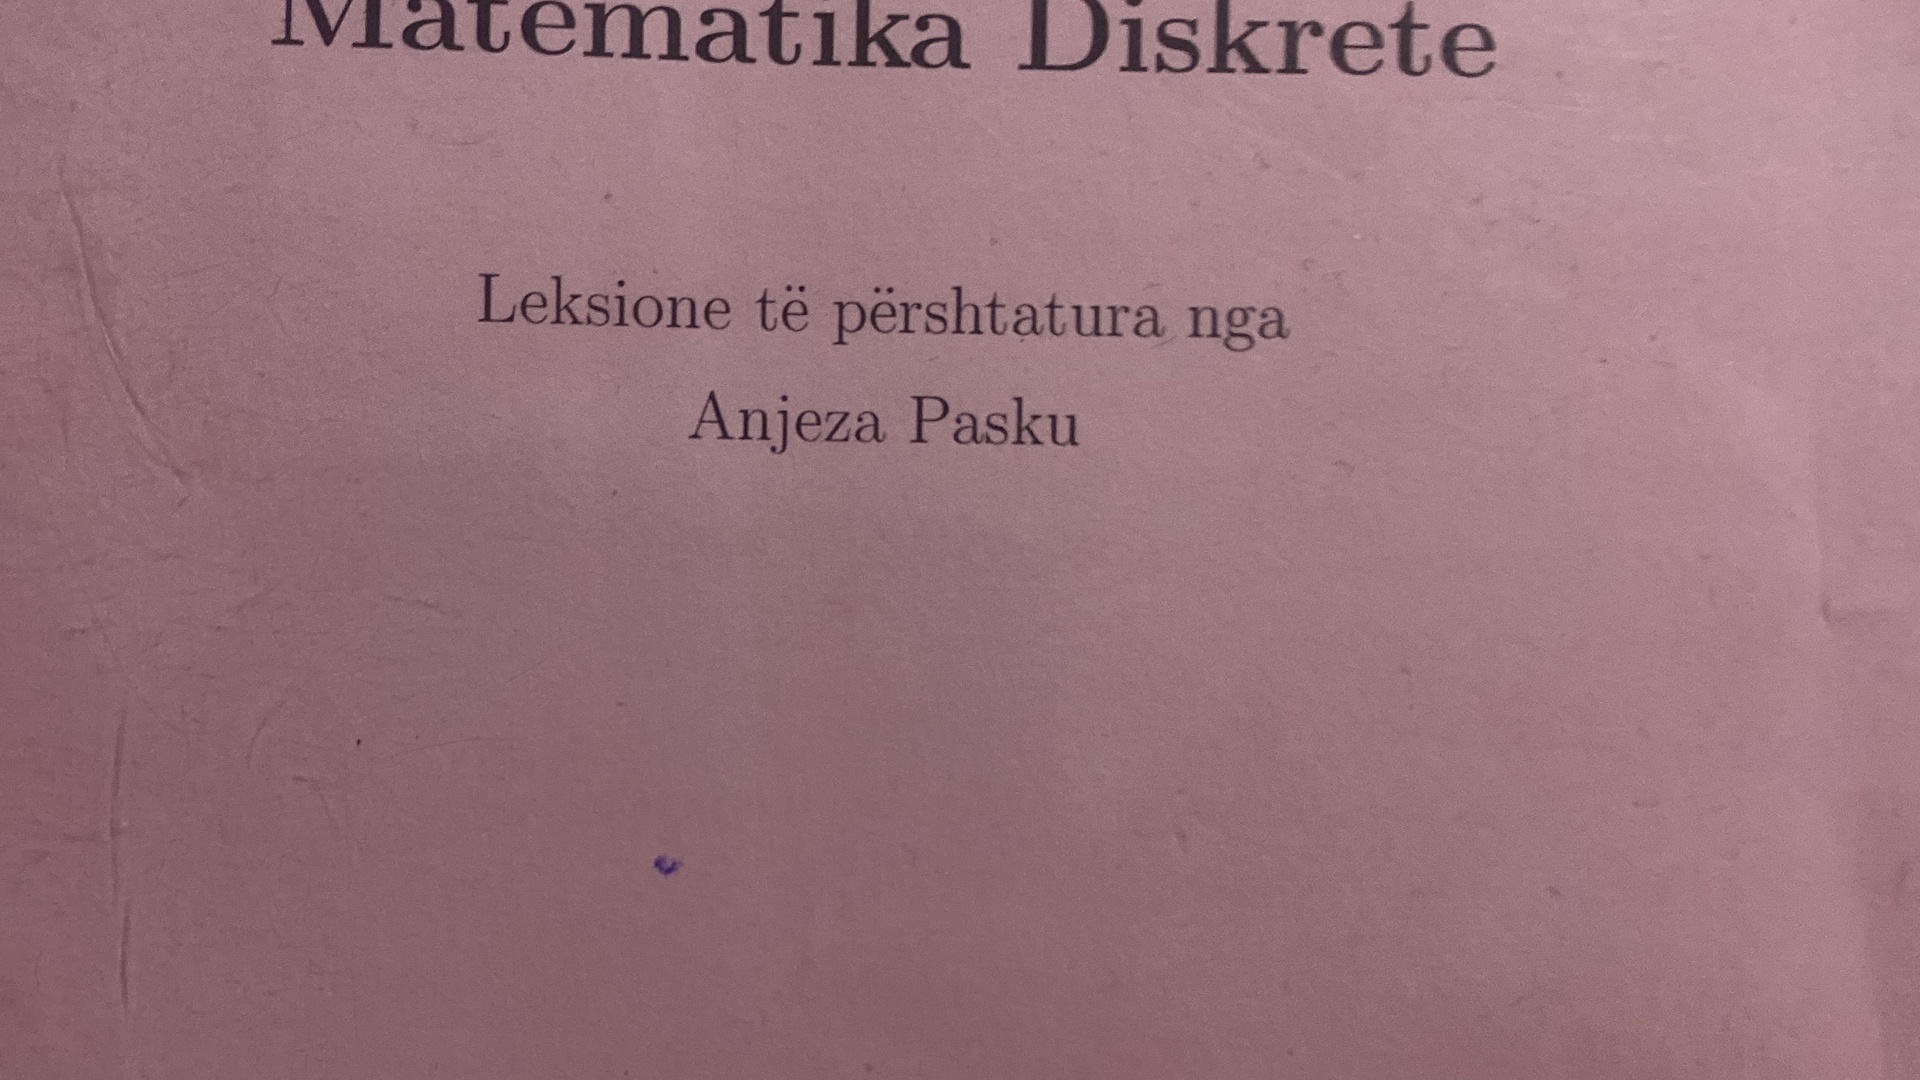 Matematika Diskrete
Leksione të përshtatura nga
Anjeza Pasku